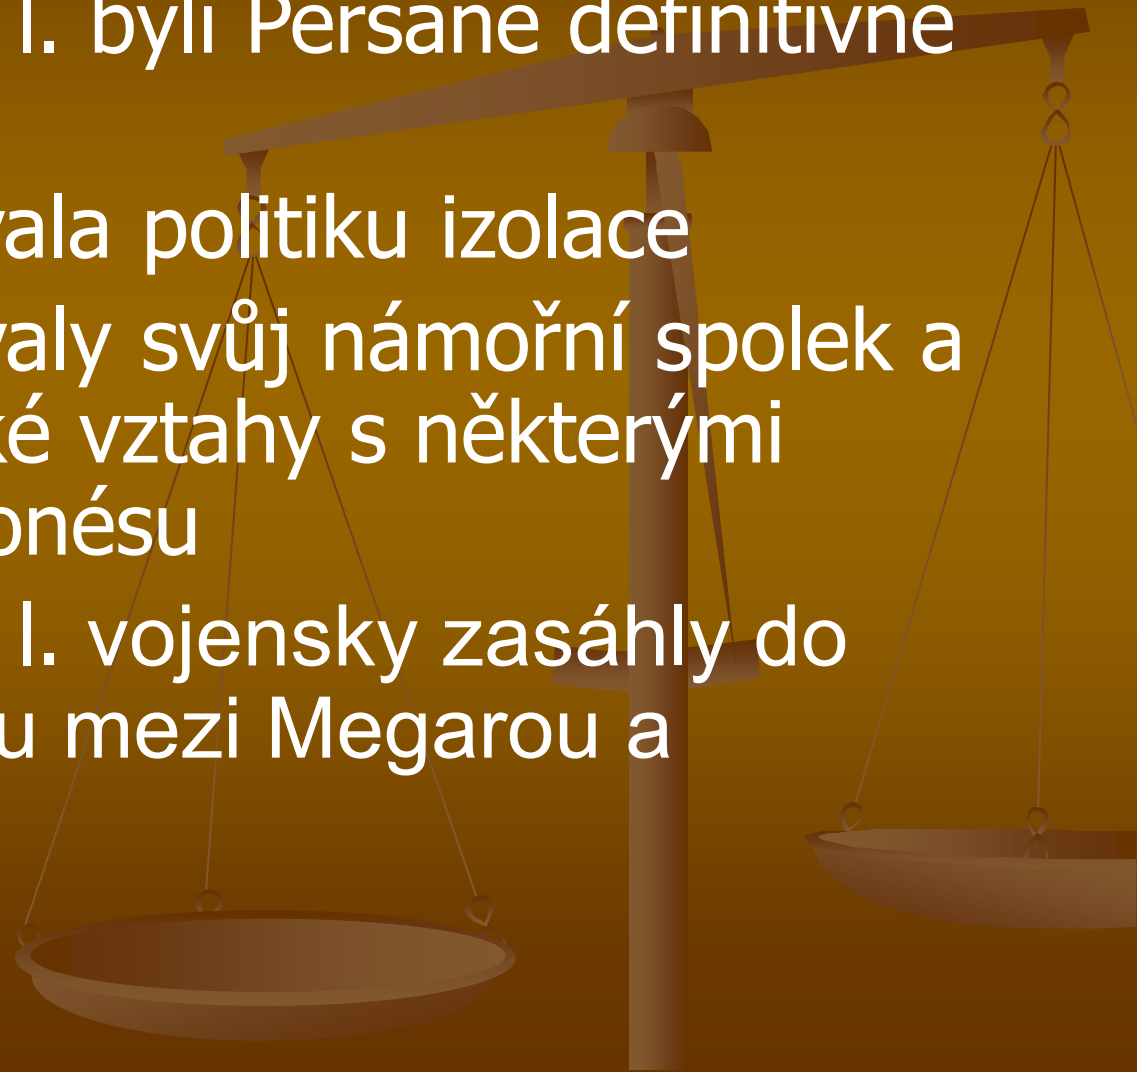 l. byli Peršané definitivně
vala politiku izolace
valy svůj námořní spolek a
ké vztahy s některými
onésu
l. vojensky zasáhly do
u mezi Megarou a